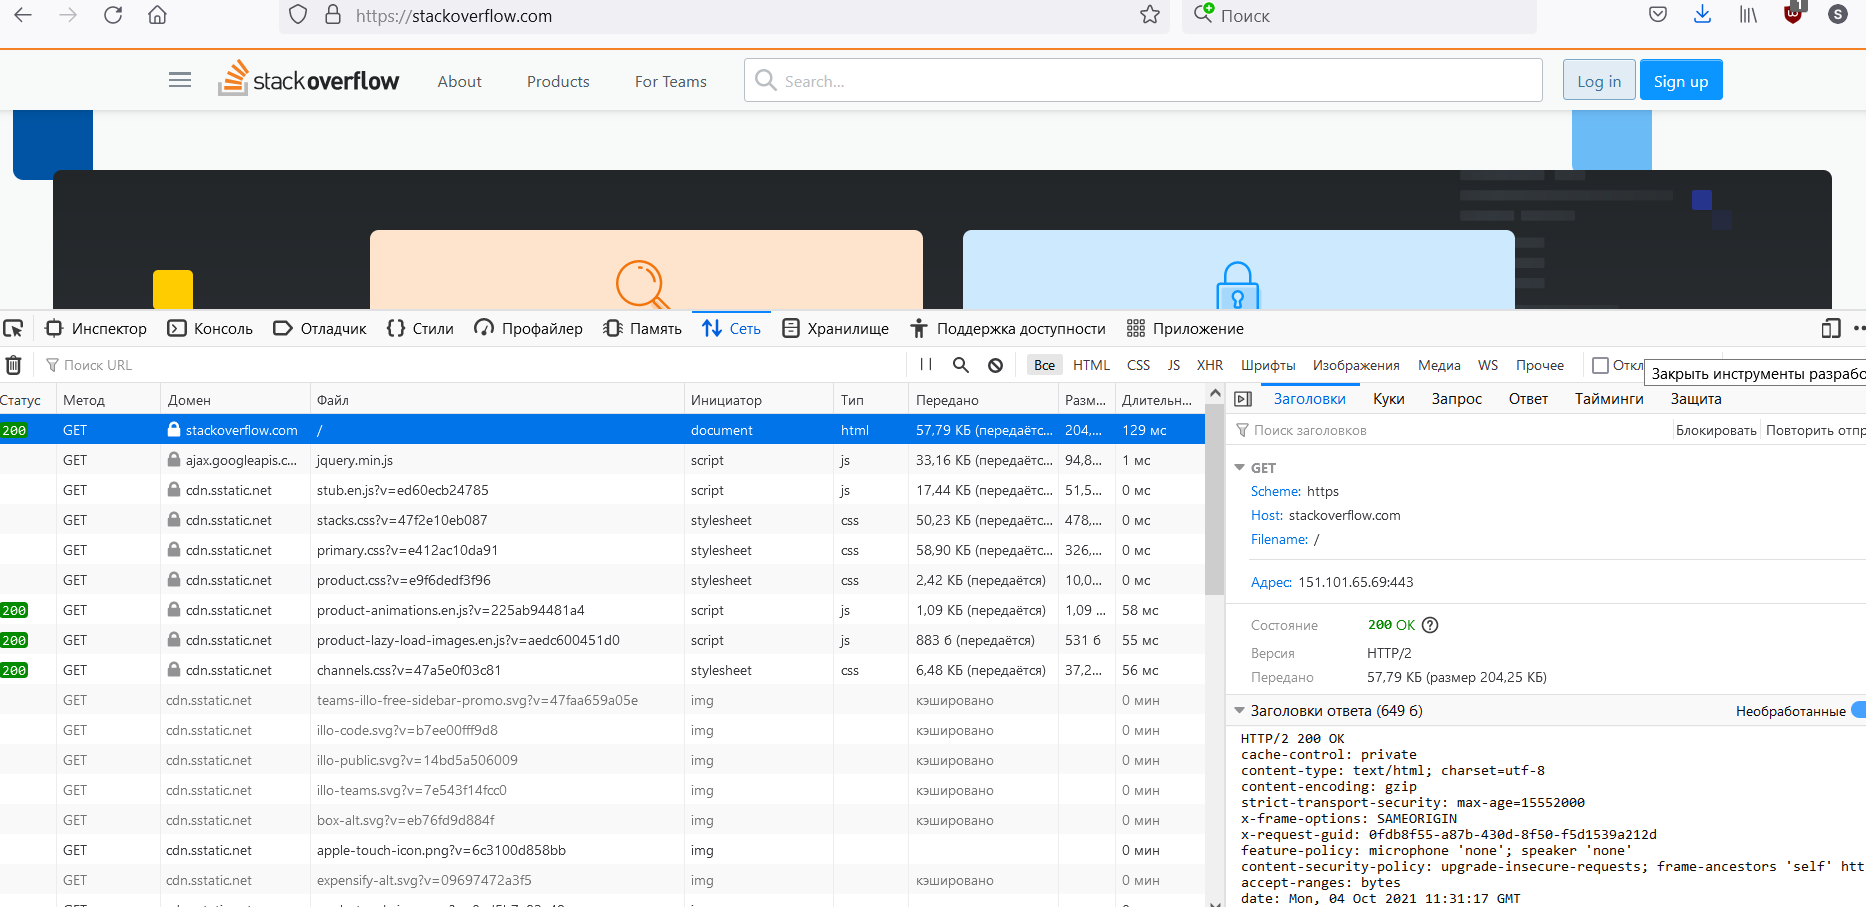 https://stackoverflow.com
Поиск
1
S
stack overflow
About
Products
For Teams
Search...
Log in
Sign up
Инспектор
Консоль
Отладчик
Стили
Профайлер
Память
Сеть
Хранилище
Поддержка доступности
Приложение
Поиск URL
Все HTML CSS JS XHR Шрифты Изображения Медиа WS Прочее
Откл
Закрыть инструменты разрабо
Статус Метод Домен Файл Инициатор Тип Передано Разм... Длительн...
200 GET stackoverflow.com / document html 57,79 КБ (передаётс... 204,... 129 мс
GET ajax.googleapis.c... jquery.min.js script js 33,16 КБ (передаётс... 94,8... 1 мс
GET cdn.sstatic.net stub.en.js?v=ed60ecb24785 script js 17,44 КБ (передаётс... 51,5... 0 мс
GET cdn.sstatic.net stacks.css?v=47f2e10eb087 stylesheet css 50,23 КБ (передаётс... 478,... 0 мс
GET cdn.sstatic.net primary.css?v=e412ac10da91 stylesheet css 58,90 КБ (передаётс... 326,... 0 мс
GET cdn.sstatic.net product.css?v=e9f6dedf3f96 stylesheet css 2,42 КБ (передаётся) 10,0... 0 мс
200 GET cdn.sstatic.net product-animations.en.js?v=225ab94481a4 script js 1,09 КБ (передаётся) 1,09 ... 58 мс
200 GET cdn.sstatic.net product-lazy-load-images.en.js?v=aedc600451d0 script js 883 б (передаётся) 531 б 55 мс
200 GET cdn.sstatic.net channels.css?v=47a5e0f03c81 stylesheet css 6,48 КБ (передаётся) 37,2... 56 мс
GET cdn.sstatic.net teams-illo-free-sidebar-promo.svg?v=47faa659a05e img кэшировано 0 мин
GET cdn.sstatic.net illo-code.svg?v=b7ee00fff9d8 img кэшировано 0 мин
GET cdn.sstatic.net illo-public.svg?v=14bd5a506009 img кэшировано 0 мин
GET cdn.sstatic.net illo-teams.svg?v=7e543f14fcc0 img кэшировано 0 мин
GET cdn.sstatic.net box-alt.svg?v=eb76fd9d884f img кэшировано 0 мин
GET cdn.sstatic.net apple-touch-icon.png?v=6c3100d858bb img 0 мин
GET cdn.sstatic.net expensify-alt.svg?v=09697472a3f5 img кэшировано 0 мин
Заголовки Куки Запрос Ответ Тайминги Защита
Поиск заголовков
Блокировать
Повторить отпр
GET
Scheme: https
Host: stackoverflow.com
Filename: /
Адрес: 151.101.65.69:443
Состояние 200 OK
Версия HTTP/2
Передано 57,79 КБ (размер 204,25 КБ)
Заголовки ответа (649 б)
Необработанные
HTTP/2 200 OK
cache-control: private
content-type: text/html; charset=utf-8
content-encoding: gzip
strict-transport-security: max-age=15552000
x-frame-options: SAMEORIGIN
x-request-guid: 0fdb8f55-a87b-430d-8f50-f5d1539a212d
feature-policy: microphone 'none'; speaker 'none'
content-security-policy: upgrade-insecure-requests; frame-ancestors 'self' htt
accept-ranges: bytes
date: Mon, 04 Oct 2021 11:31:17 GMT